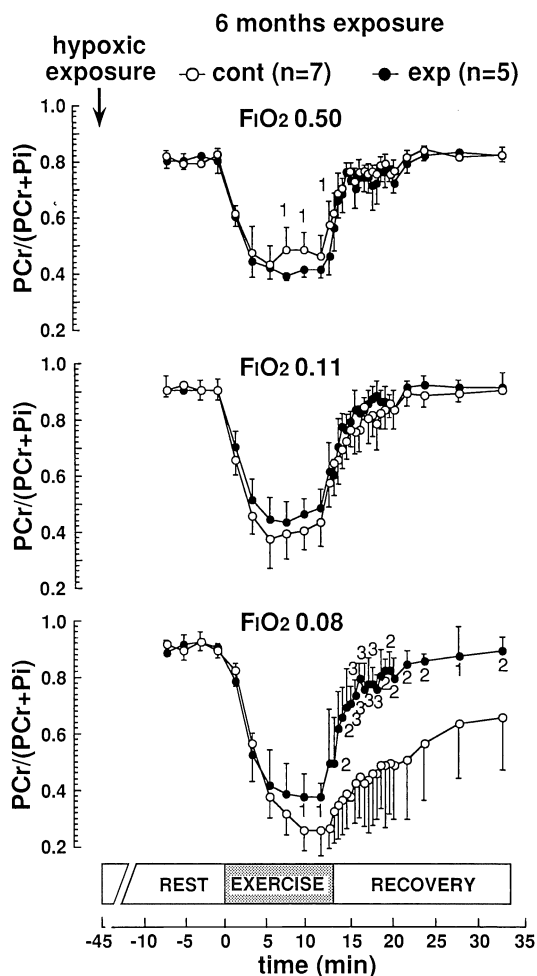 6 months exposure
hypoxic
exposure
cont (n=7) exp (n=5)
FIO2 0.50
PCr/(PCr+Pi)
1.0
0.8
0.6
0.4
0.2
1 1 1
FIO2 0.11
PCr/(PCr+Pi)
1.0
0.8
0.6
0.4
0.2
FIO2 0.08
PCr/(PCr+Pi)
1.0
0.8
0.6
0.4
0.2
1 1 2 2 3 3 3 3 3 3 3 2 2 2 2 2 1 2
REST EXERCISE RECOVERY
-45 -10 -5 0 5 10 15 20 25 30 35
time (min)